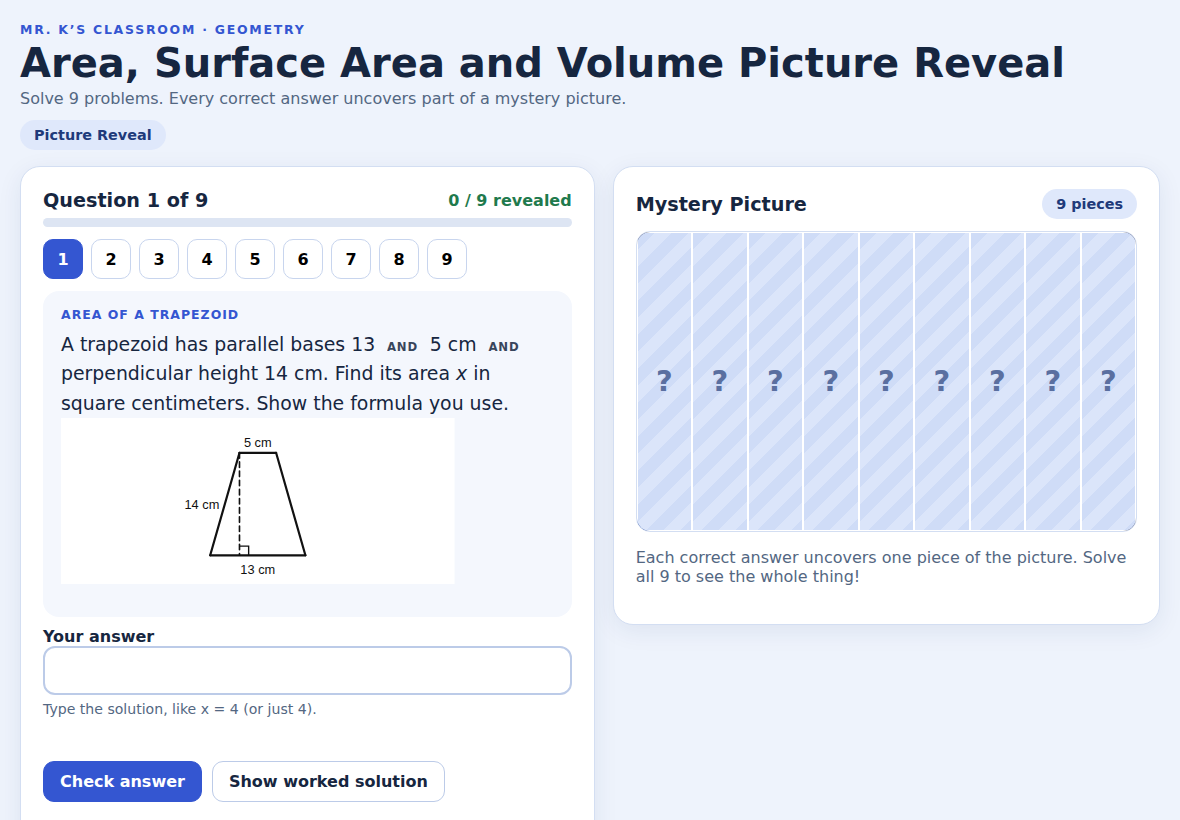 MR. K’S CLASSROOM · GEOMETRY
Area, Surface Area and Volume Picture Reveal
Solve 9 problems. Every correct answer uncovers part of a mystery picture.
Picture Reveal
Question 1 of 9
0 / 9 revealed
1 2 3 4 5 6 7 8 9
AREA OF A TRAPEZOID
A trapezoid has parallel bases 13 AND 5 cm AND
perpendicular height 14 cm. Find its area x in
square centimeters. Show the formula you use.
5 cm
14 cm
13 cm
Your answer
Type the solution, like x = 4 (or just 4).
Check answer
Show worked solution
Mystery Picture
9 pieces
? ? ? ? ? ? ? ? ?
Each correct answer uncovers one piece of the picture. Solve
all 9 to see the whole thing!